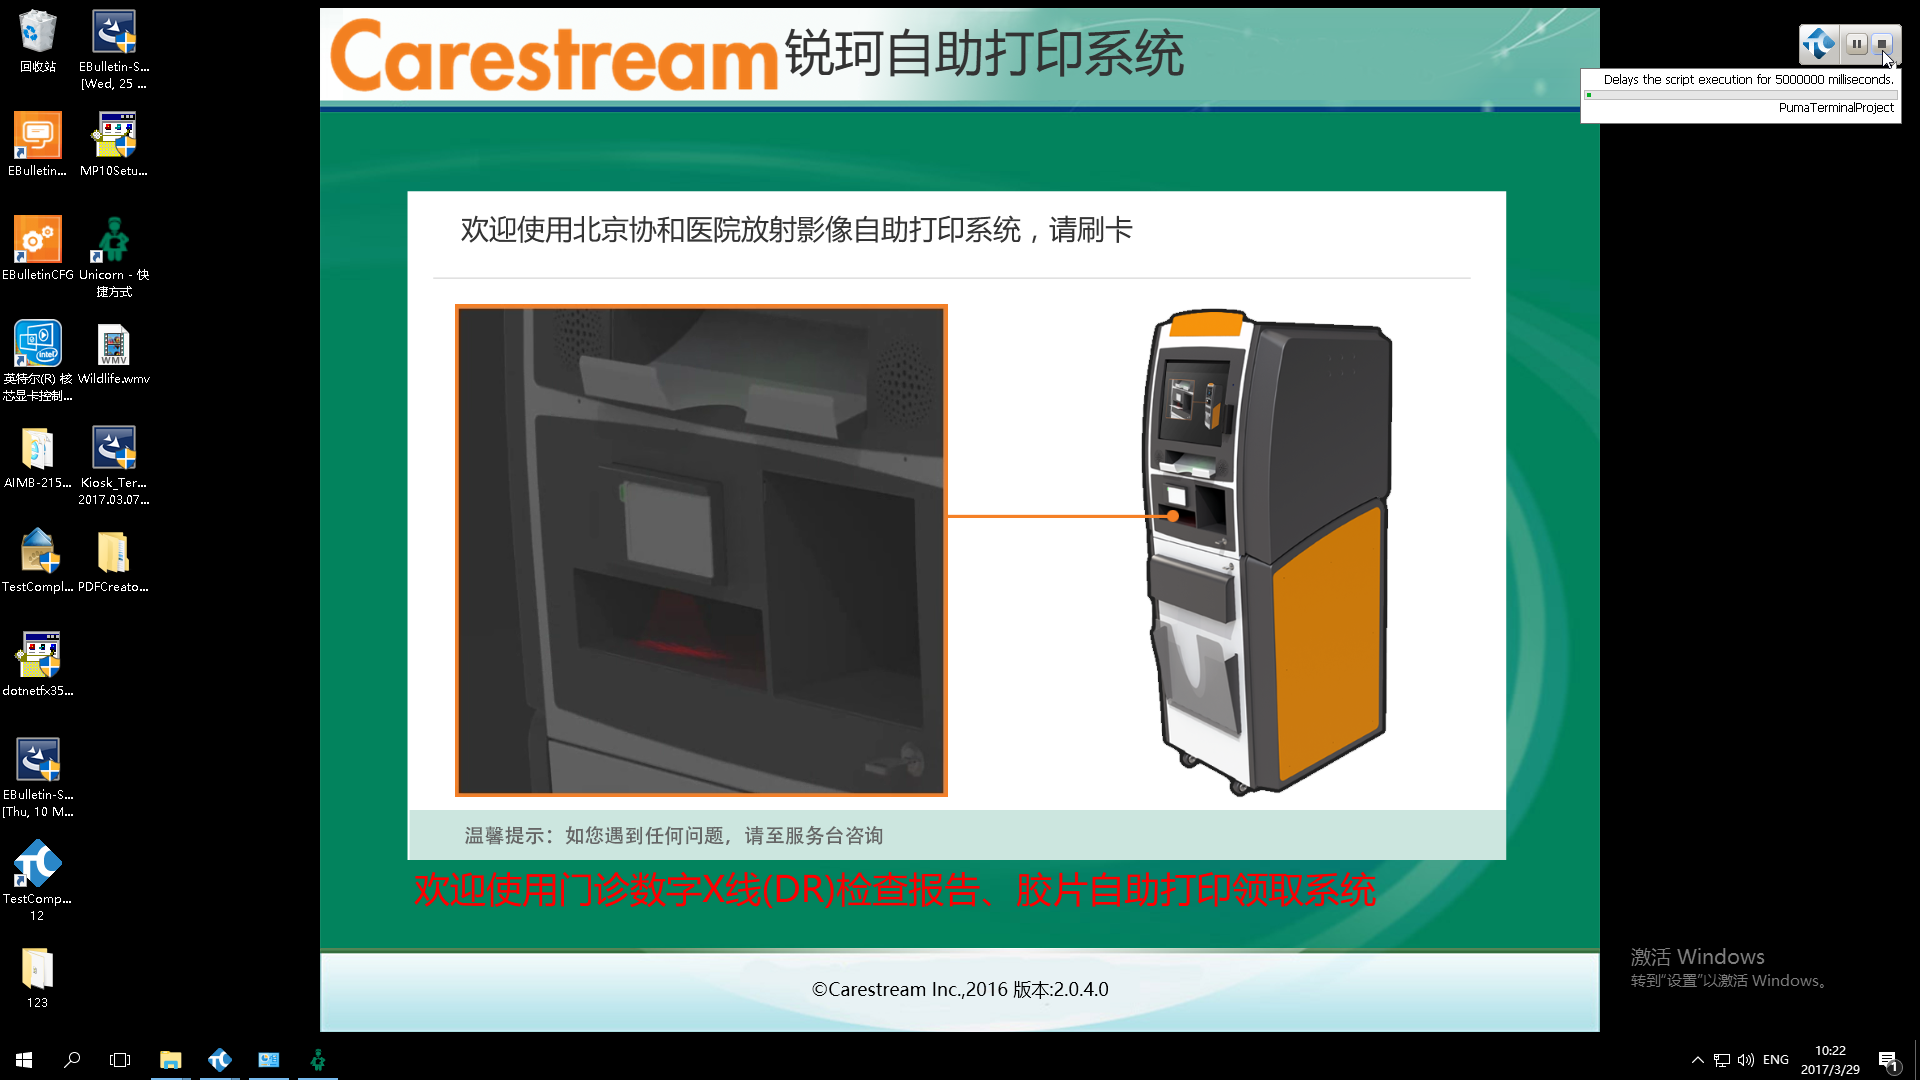 回收站
EBulletin-S...
[Wed, 25 ...
EBulletin...
MP10Setu...
EBulletinCFG
Unicorn - 快
捷方式
英特尔(R) 核
芯显卡控制...
WMV
Wildlife.wmv
AIMB-215...
Kiosk_Ter...
2017.03.07...
TestCompl...
PDFCreato...
dotnetfx35...
EBulletin-S...
[Thu, 10 M...
TestComp...
12
123
Carestream 锐珂自助打印系统
Delays the script execution for 5000000 milliseconds.
PumaTerminalProject
欢迎使用北京协和医院放射影像自助打印系统，请刷卡
温馨提示：如您遇到任何问题，请至服务台咨询
欢迎使用门诊数字X线(DR)检查报告、胶片自助打印领取系统
©Carestream Inc.,2016 版本:2.0.4.0
激活 Windows
转到“设置”以激活 Windows。
ENG
10:22
2017/3/29
1